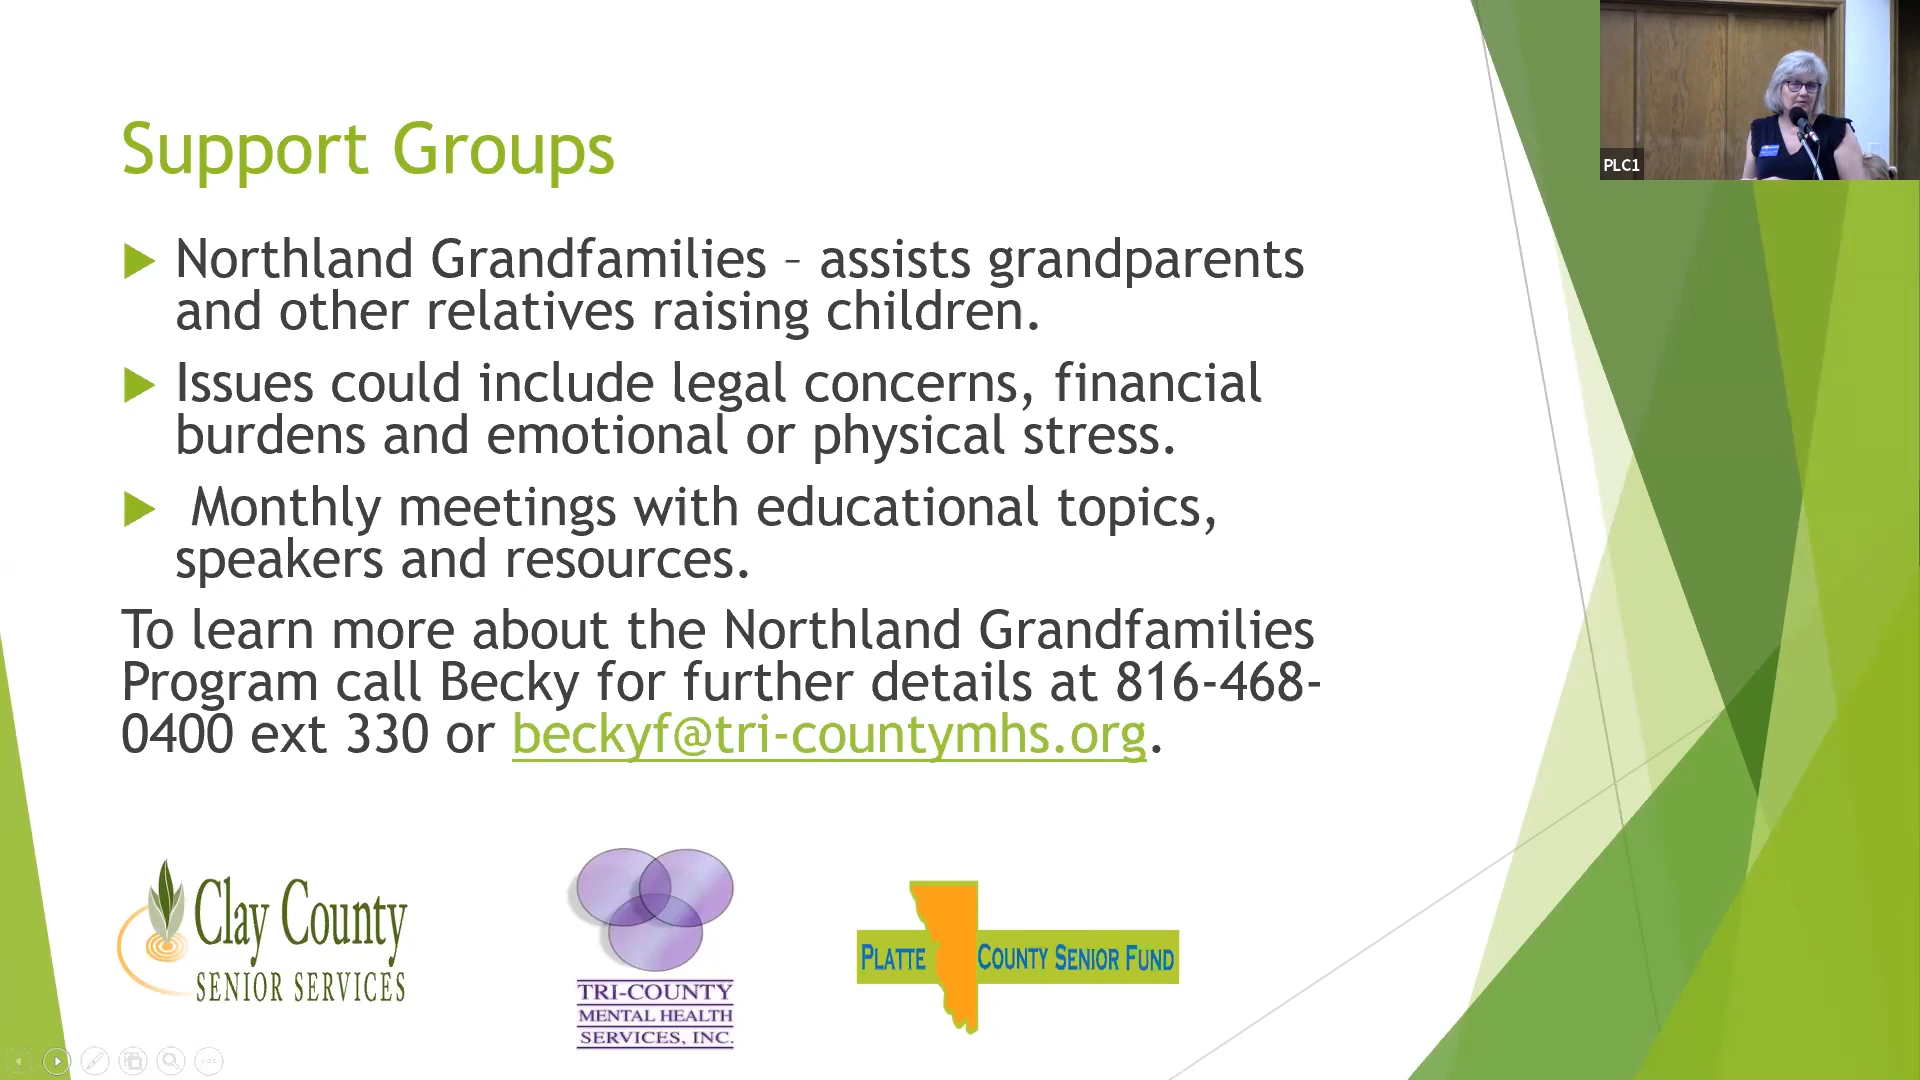 PLC1
Support Groups
Northland Grandfamilies – assists grandparents
and other relatives raising children.
Issues could include legal concerns, financial
burdens and emotional or physical stress.
Monthly meetings with educational topics,
speakers and resources.
To learn more about the Northland Grandfamilies
Program call Becky for further details at 816-468-
0400 ext 330 or beckyf@tri-countymhs.org.
Clay County
SENIOR SERVICES
TRI-COUNTY
MENTAL HEALTH
SERVICES, INC.
PLATTE COUNTY SENIOR FUND